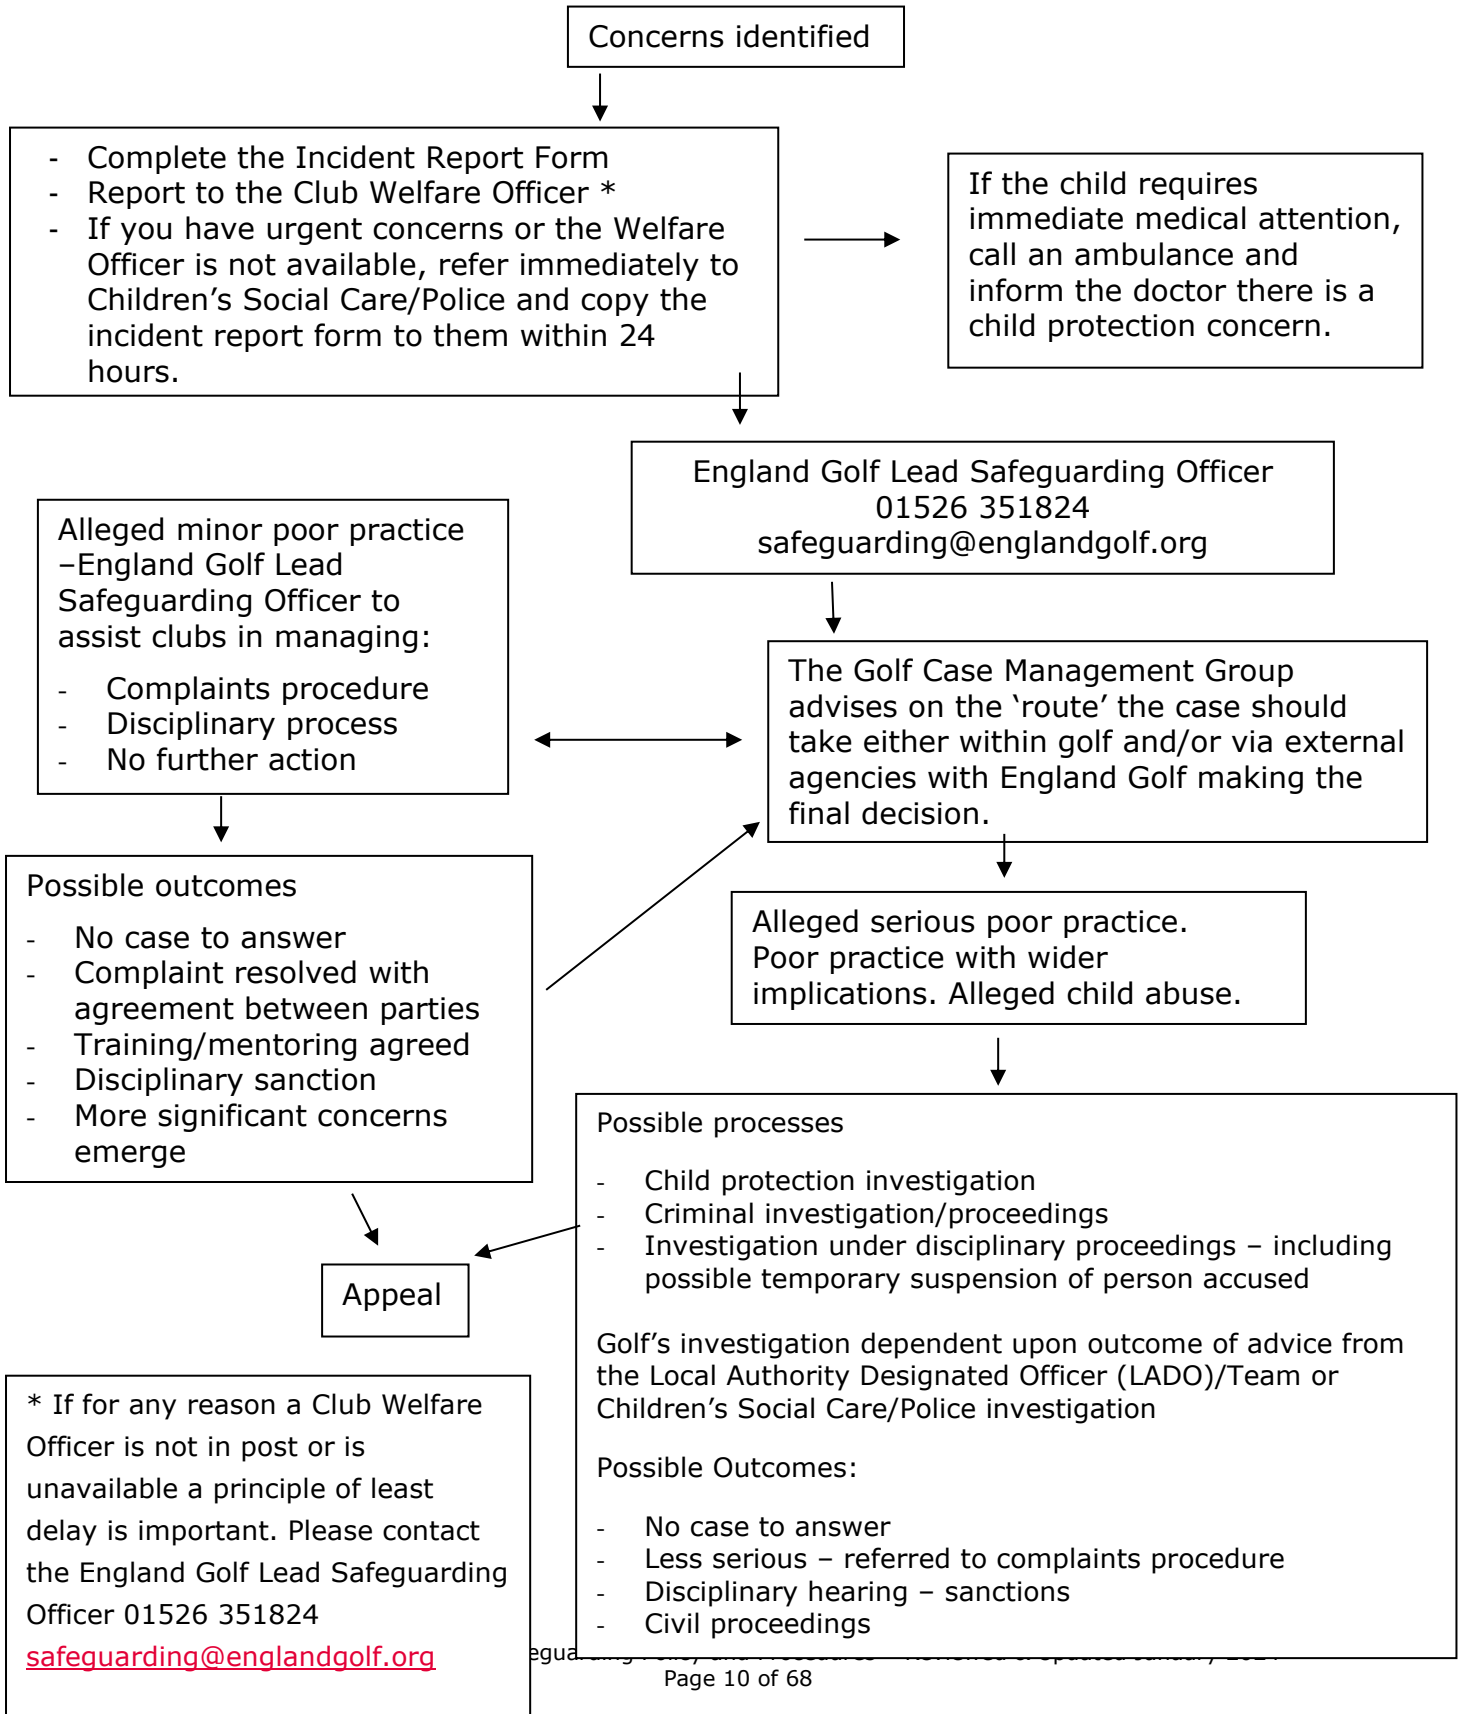 Concerns identified
- Complete the Incident Report Form
- Report to the Club Welfare Officer *
- If you have urgent concerns or the Welfare
Officer is not available, refer immediately to
Children’s Social Care/Police and copy the
incident report form to them within 24
hours.
If the child requires
immediate medical attention,
call an ambulance and
inform the doctor there is a
child protection concern.
England Golf Lead Safeguarding Officer
01526 351824
safeguarding@englandgolf.org
Alleged minor poor practice
–England Golf Lead
Safeguarding Officer to
assist clubs in managing:
- Complaints procedure
- Disciplinary process
- No further action
The Golf Case Management Group
advises on the ‘route’ the case should
take either within golf and/or via external
agencies with England Golf making the
final decision.
Possible outcomes
- No case to answer
- Complaint resolved with
agreement between parties
- Training/mentoring agreed
- Disciplinary sanction
- More significant concerns
emerge
Alleged serious poor practice.
Poor practice with wider
implications. Alleged child abuse.
Possible processes
- Child protection investigation
- Criminal investigation/proceedings
- Investigation under disciplinary proceedings – including
possible temporary suspension of person accused
Golf’s investigation dependent upon outcome of advice from
the Local Authority Designated Officer (LADO)/Team or
Children’s Social Care/Police investigation
Possible Outcomes:
- No case to answer
- Less serious – referred to complaints procedure
- Disciplinary hearing – sanctions
- Civil proceedings
Appeal
* If for any reason a Club Welfare
Officer is not in post or is
unavailable a principle of least
delay is important. Please contact
the England Golf Lead Safeguarding
Officer 01526 351824
safeguarding@englandgolf.org
Page 10 of 68